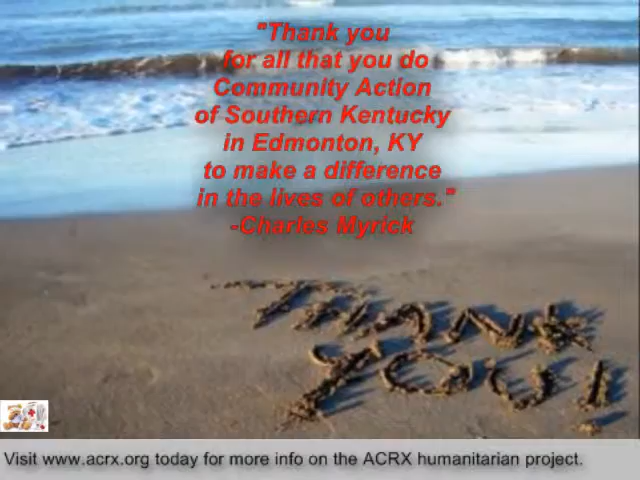 "Thank you
for all that you do
Community Action
of Southern Kentucky
in Edmonton, KY
to make a difference
in the lives of others."
-Charles Myrick
THANK
YOU!
Visit www.acrx.org today for more info on the ACRX humanitarian project.